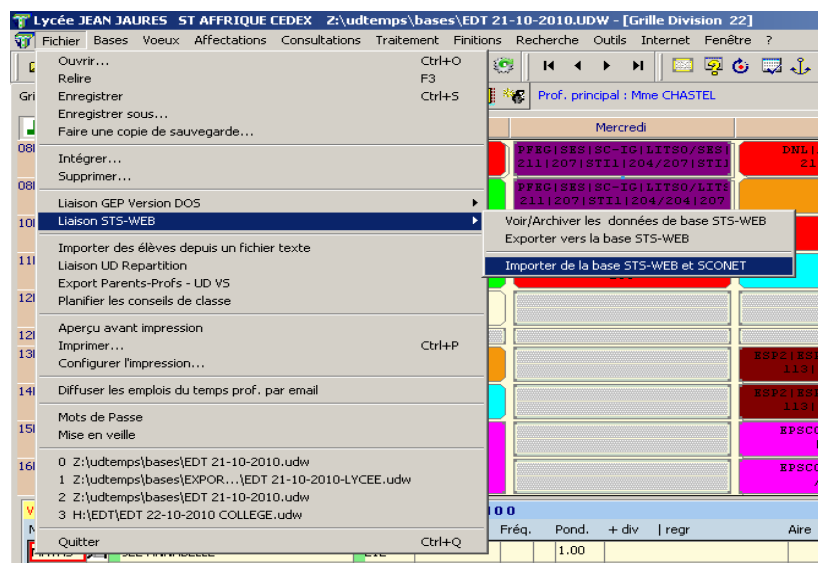 Lycée JEAN JAURES ST AFFRIQUE CEDEX Z:\udtemps\bases\EDT 21-10-2010.UDW - [Grille Division 22]
Fichier Bases Voeux Affectations Consultations Traitement Finitions Recherche Outils Internet Fenêtre ?
Ouvrir... Ctrl+O
Relire F3
Enregistrer Ctrl+S
Enregistrer sous...
Faire une copie de sauvegarde...
Intégrer...
Supprimer...
Liaison GEP Version DOS
Liaison STS-WEB
Importer des élèves depuis un fichier texte
Liaison UD Repartition
Export Parents-Profs - UD VS
Planifier les conseils de classe
Aperçu avant impression
Imprimer... Ctrl+P
Configurer l'impression...
Diffuser les emplois du temps prof. par email
Mots de Passe
Mise en veille
0 Z:\udtemps\bases\EDT 21-10-2010.udw
1 Z:\udtemps\bases\EXPOR...\EDT 21-10-2010-LYCEE.udw
2 Z:\udtemps\bases\EDT 21-10-2010.udw
3 H:\EDT\EDT 22-10-2010 COLLEGE.udw
Quitter Ctrl+Q
Voir/Archiver les données de base STS-WEB
Exporter vers la base STS-WEB
Importer de la base STS-WEB et SCONET
Prof. principal : Mme CHASTEL
Mercredi
PFEG|SES|SC-IG|LITSO/SES|
211|207|STI1|204/207|STI1
PFEG|SES|SC-IG|LITSO/LITS
211|207|STI1|204/204|207
DNL|
21
ESP2|ESP
113|
ESP2|ESP
113|
EPSCO
EPSCO
Fréq. Pond. + div | regr Aire
1.00